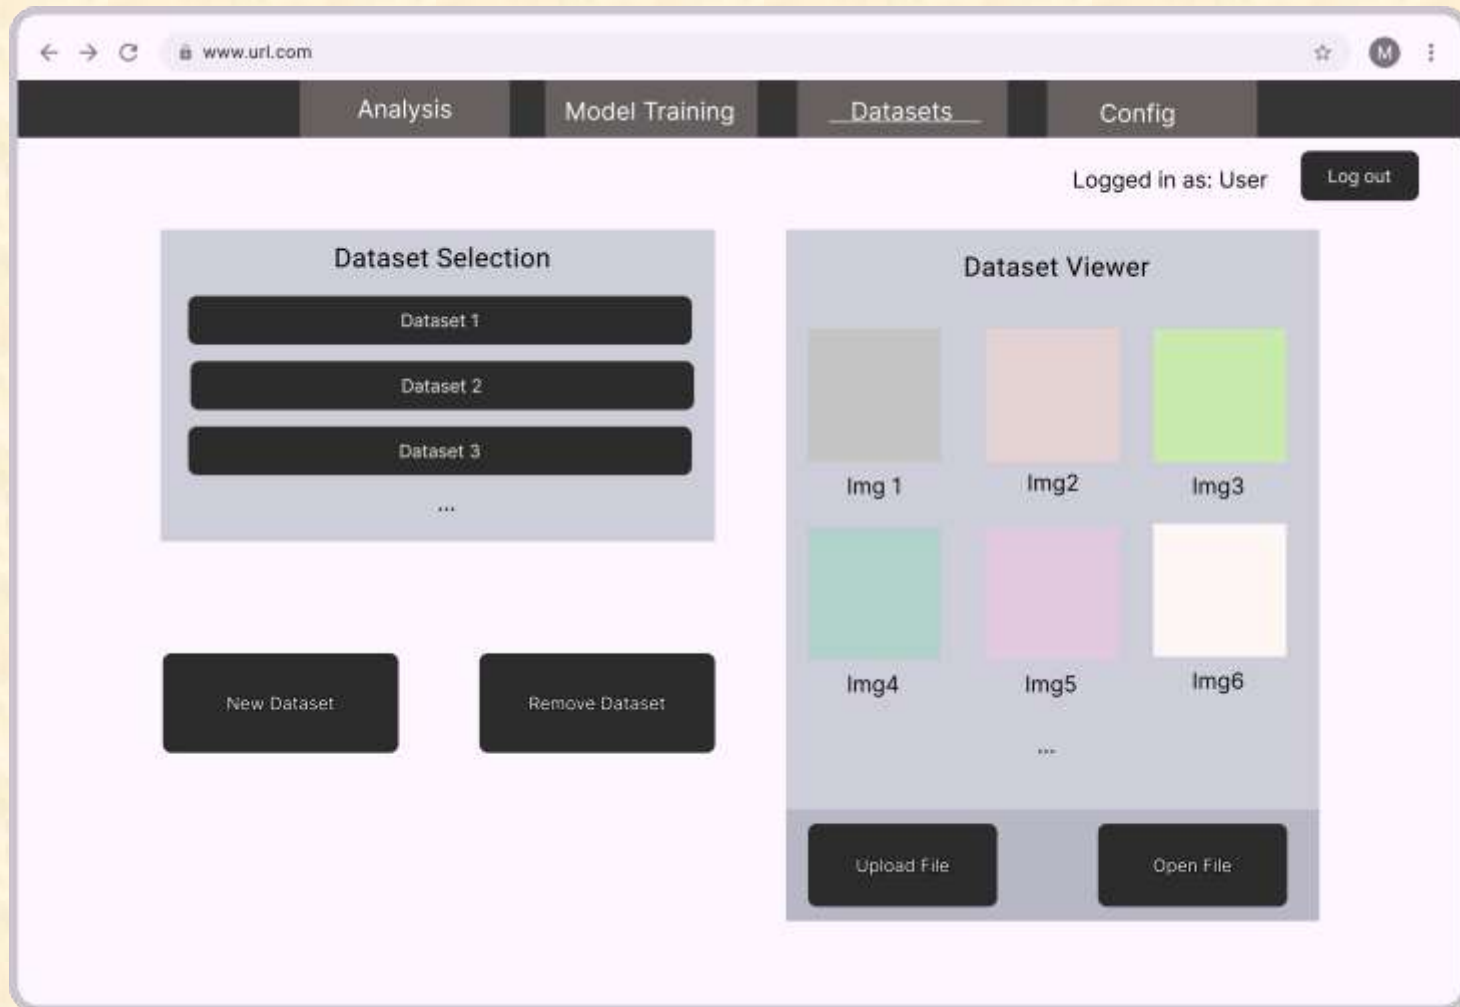 www.url.com
M
Analysis
Model Training
Datasets
Config
Logged in as: User
Log out
Dataset Selection
Dataset 1
Dataset 2
Dataset 3
...
New Dataset
Remove Dataset
Dataset Viewer
Img 1
Img2
Img3
Img4
Img5
Img6
...
Upload File
Open File